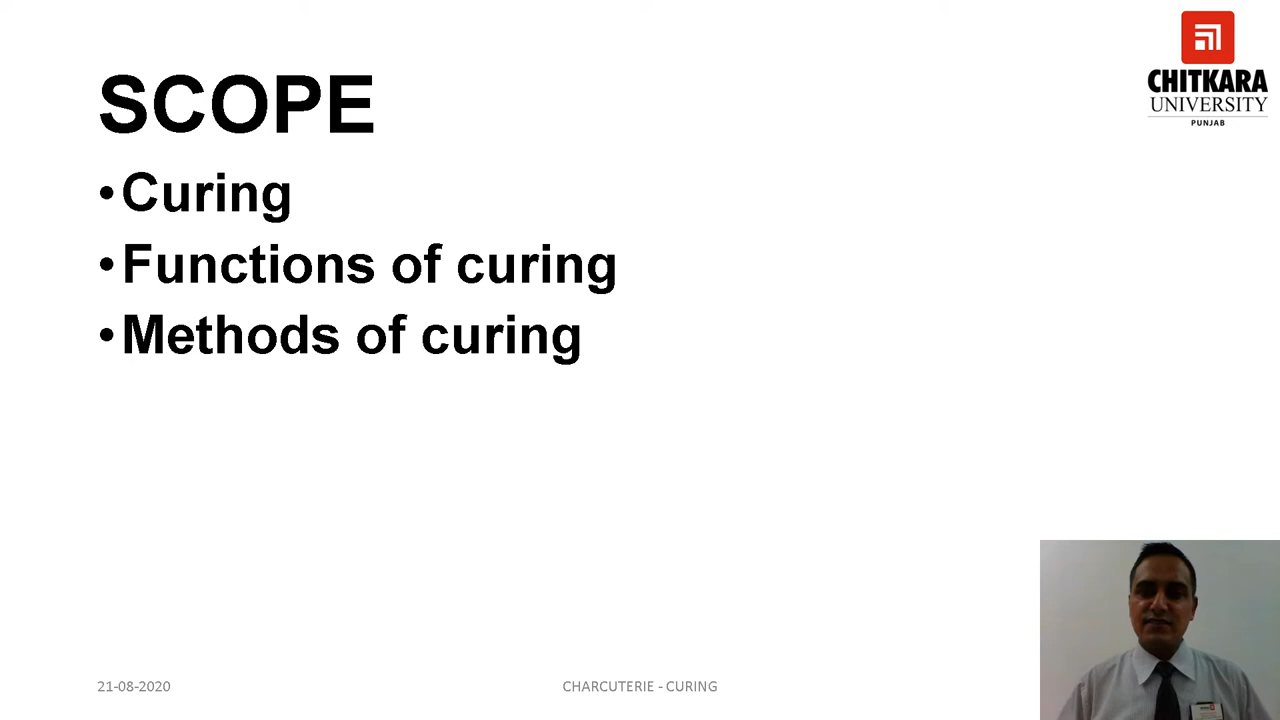 SCOPE
•Curing
•Functions of curing
•Methods of curing
CHITKARA
UNIVERSITY
PUNJAB
21-08-2020
CHARCUTERIE - CURING